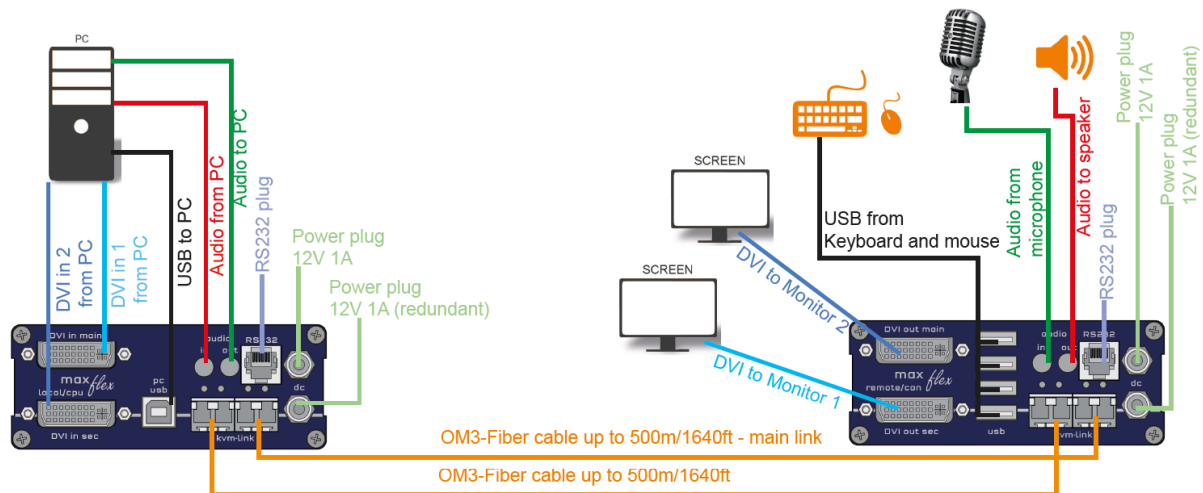 PC
Audio to PC
Audio from PC
USB to PC
DVI in 2
from PC
DVI in 1
from PC
RS232 plug
Power plug
12V 1A
Power plug
12V 1A (redundant)
DVI in main
audio
in
out
RS232
max flex
local/cpu
pc
usb
dc
DVI in sec
kvm-link
SCREEN
SCREEN
DVI to Monitor 2
DVI to Monitor 1
USB from
Keyboard and mouse
Audio from
microphone
Audio to speaker
RS232 plug
Power plug
12V 1A
Power plug
12V 1A (redundant)
DVI out main
audio
in
out
RS232
max flex
remote/con
dc
DVI out sec
usb
kvm-link
OM3-Fiber cable up to 500m/1640ft - main link
OM3-Fiber cable up to 500m/1640ft